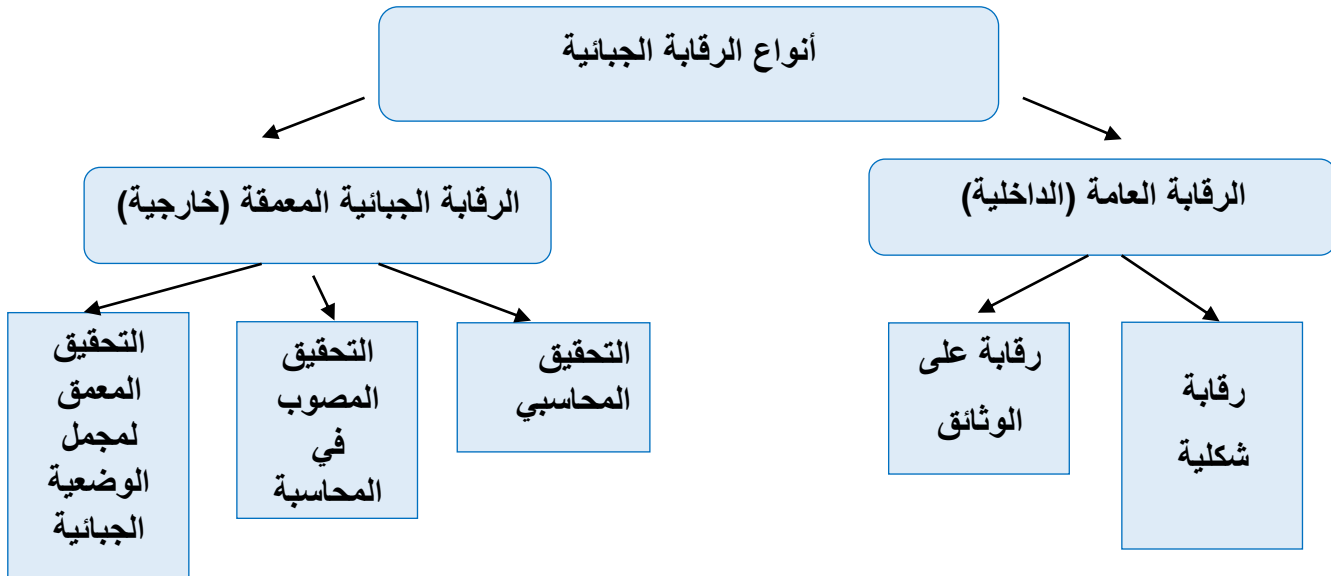 أنواع الرقابة الجبائية
الرقابة العامة (الداخلية)
الرقابة الجبائية المعمقة (خارجية)
رقابة
شكلية
رقابة على
الوثائق
التحقيق
المحاسبي
التحقيق
المصوب
في
المحاسبة
التحقيق
المعمق
لمجمل
الوضعية
الجبائية